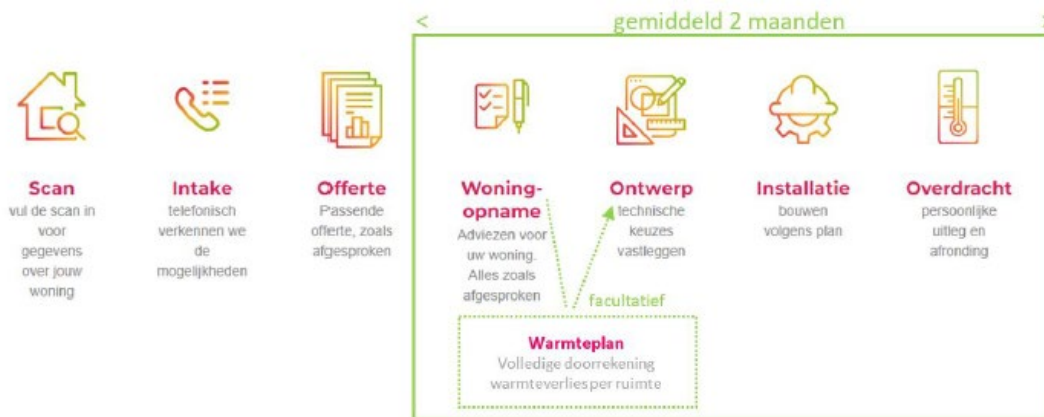 < gemiddeld 2 maanden >
Scan
vul de scan in
voor
gegevens
over jouw
woning
Intake
telefonisch
verkennen we
de
mogelijkheden
Offerte
Passende
offerte, zoals
afgesproken
Woning-
opname
Adviezen voor
uw woning.
Alles zoals
afgesproken
Ontwerp
technische
keuzes
vastleggen
Installatie
bouwen
volgens plan
Overdracht
persoonlijke
uitleg en
afronding
facultatief
Warmteplan
Volledige doorrekening
warmteverlies per ruimte